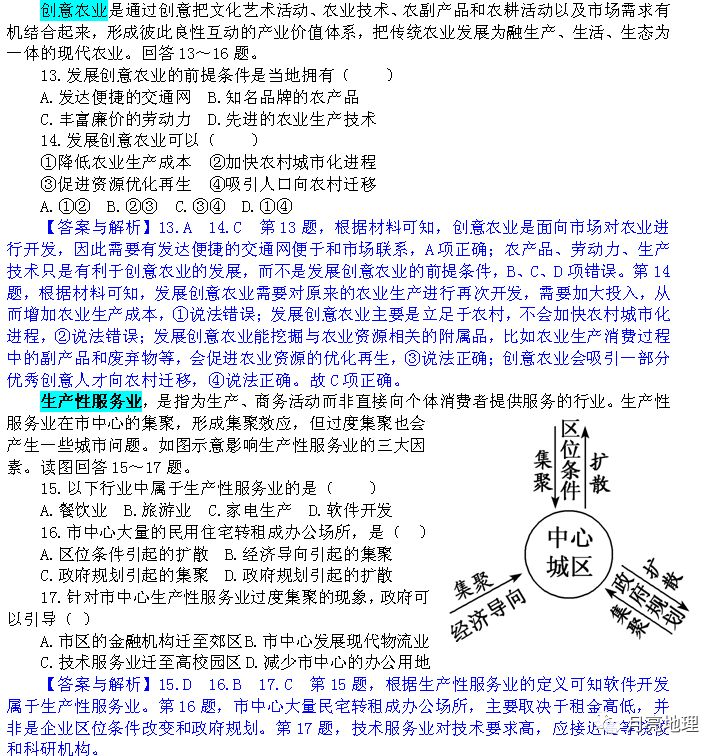 创意农业是通过创意把文化艺术活动、农业技术、农副产品和农耕活动以及市场需求有
机结合起来，形成彼此良性互动的产业价值体系，把传统农业发展为融生产、生活、生态为
一体的现代农业。回答13～16题。
13.发展创意农业的前提条件是当地拥有（　　）
A.发达便捷的交通网　B.知名品牌的农产品
C.丰富廉价的劳动力　D.先进的农业生产技术
14.发展创意农业可以（　　）
①降低农业生产成本　②加快农村城市化进程
③促进资源优化再生　④吸引人口向农村迁移
A.①②　B.②③　C.③④　D.①④
【答案与解析】13.A　14.C　第13题，根据材料可知，创意农业是面向市场对农业进
行开发，因此需要有发达便捷的交通网便于和市场联系，A项正确；农产品、劳动力、生产
技术只是有利于创意农业的发展，而不是发展创意农业的前提条件，B、C、D项错误。第14
题，根据材料可知，发展创意农业需要对原来的农业生产进行再次开发，需要加大投入，从
而增加农业生产成本，①说法错误；发展创意农业主要是立足于农村，不会加快农村城市化
进程，②说法错误；发展创意农业能挖掘与农业资源相关的附属品，比如农业生产消费过程
中的副产品和废弃物等，会促进农业资源的优化再生，③说法正确；创意农业会吸引一部分
优秀创意人才向农村迁移，④说法正确。故C项正确。
生产性服务业，是指为生产、商务活动而非直接向个体消费者提供服务的行业。生产性
服务业在市中心的集聚，形成集聚效应，但过度集聚也会
产生一些城市问题。如图示意影响生产性服务业的三大因
素。读图回答15～17题。
15.以下行业中属于生产性服务业的是（　　）
A.餐饮业　B.旅游业　C.家电生产　D.软件开发
16.市中心大量的民用住宅转租成办公场所，是（　）
A.区位条件引起的扩散　B.经济导向引起的集聚
C.政府规划引起的集聚　D.政府规划引起的扩散
17.针对市中心生产性服务业过度集聚的现象，政府可
以引导（　）
A.市区的金融机构迁至郊区B.市中心发展现代物流业
C.技术服务业迁至高校园区D.减少市中心的办公用地
集聚
区位条件
扩散
中心
城区
集聚
经济导向
集聚
政府规划
扩散
【答案与解析】15.D　16.B　17.C　第15题，根据生产性服务业的定义可知软件开发
属于生产性服务业。第16题，市中心大量民宅转租成办公场所，主要取决于租金高低，并
非是企业区位条件改变和政府规划。第17题，技术服务业对技术要求高，应接近高等院校
和科研机构。